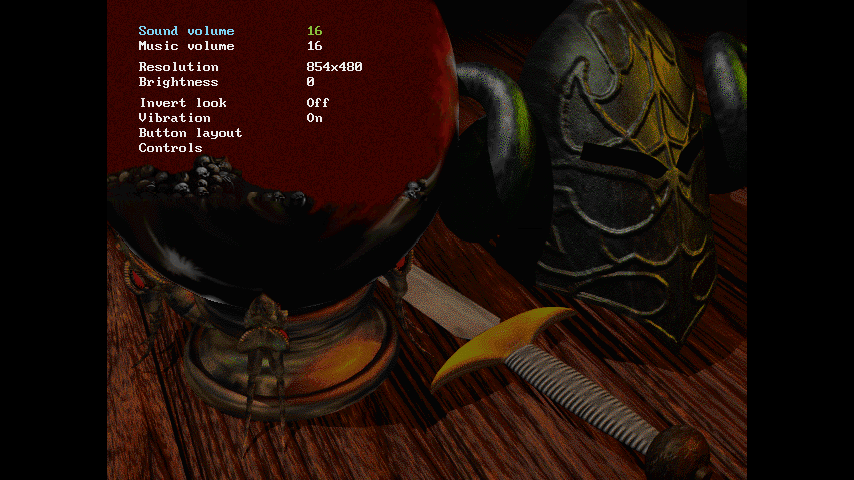 Sound volume 16
Music volume 16
Resolution 854x480
Brightness 0
Invert look Off
Vibration On
Button layout
Controls